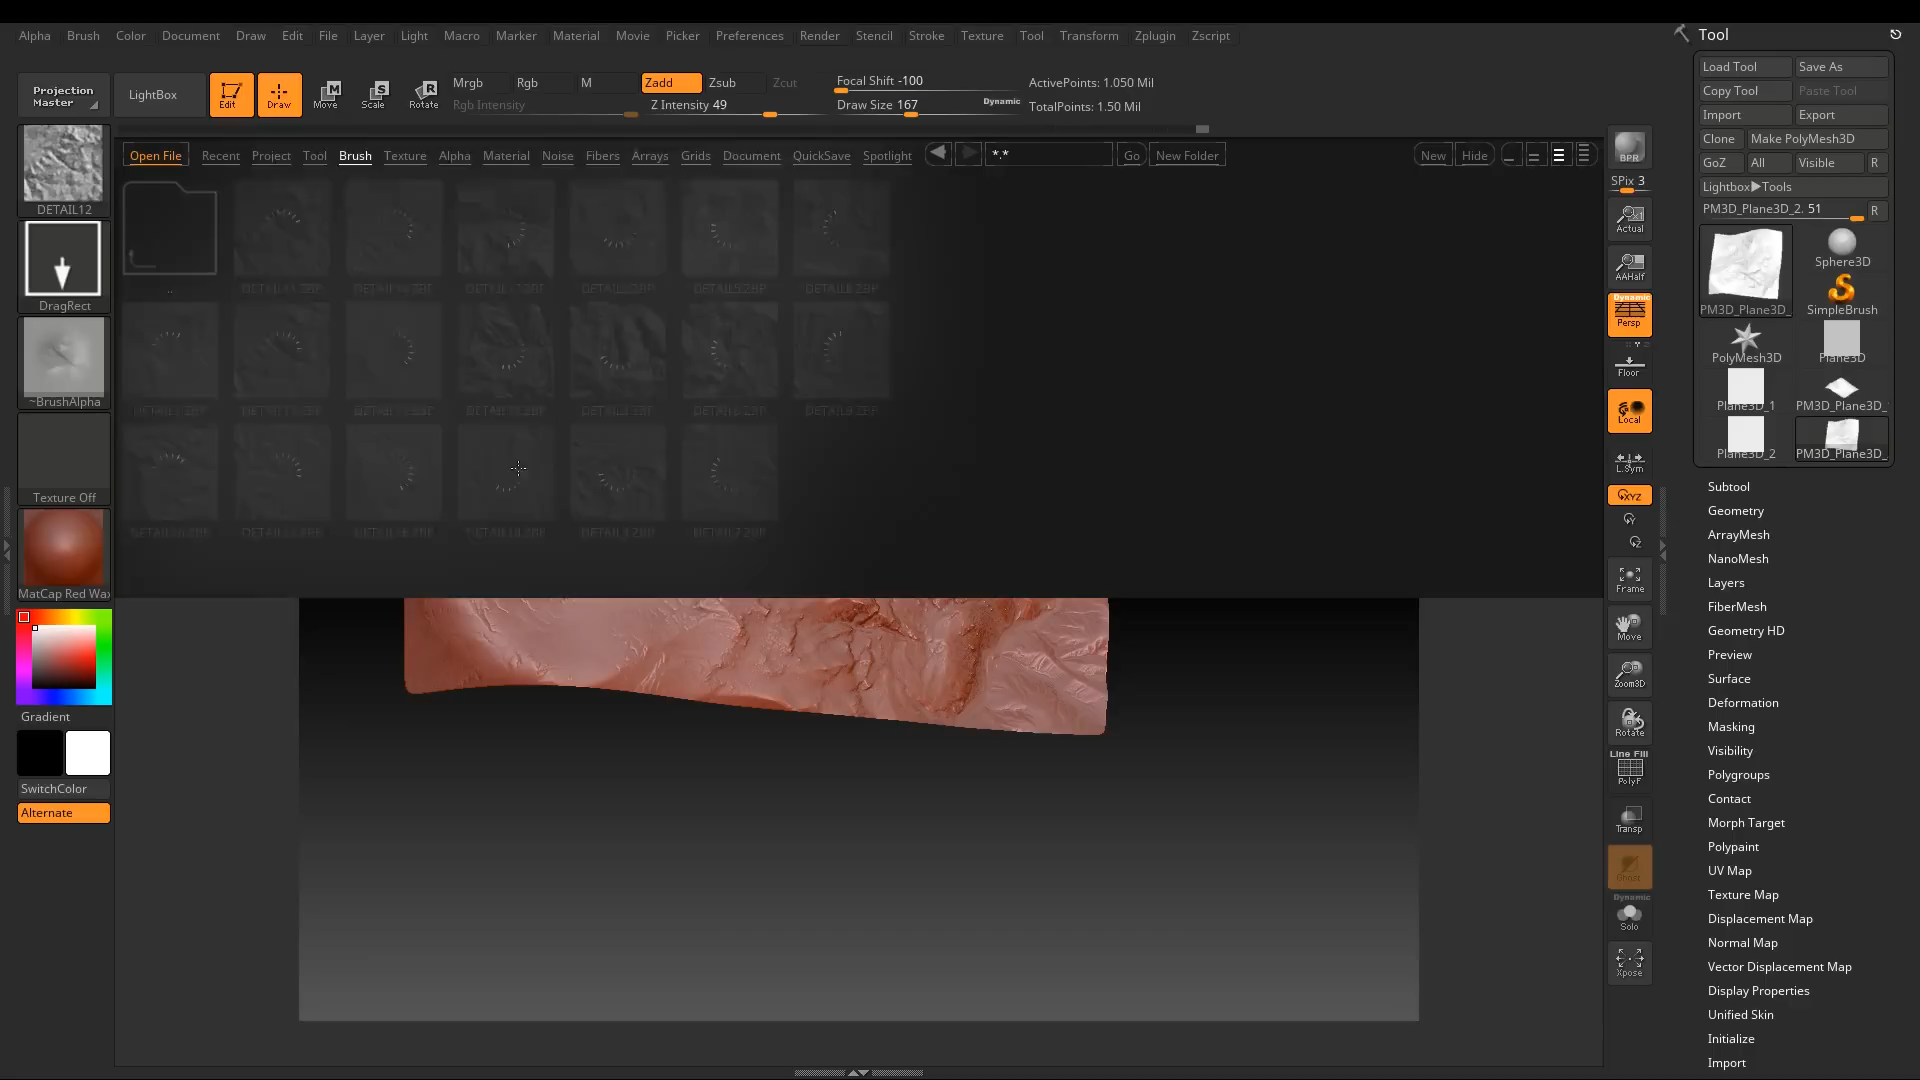 Alpha Brush Color Document Draw Edit File Layer Light Macro Marker Material Movie Picker Preferences Render Stencil Stroke Texture Tool Transform Zplugin Zscript
Tool
Projection Master
LightBox
Edit
Draw
Move
Scale
Rotate
Mrgb Rgb M Zadd Zsub Zcut
Rgb Intensity
Z Intensity 49
Focal Shift -100
Draw Size 167
Dynamic
ActivePoints: 1.050 Mil
TotalPoints: 1.50 Mil
Open File Recent Project Tool Brush Texture Alpha Material Noise Fibers Arrays Grids Document QuickSave Spotlight
*.*
Go
New Folder
New
Hide
..
DETAIL12
DragRect
~BrushAlpha
Texture Off
MatCap Red Wax
Gradient
SwitchColor
Alternate
BPR
SPix 3
Actual
AAHalf
Dynamic
Persp
Floor
Local
L.Sym
XYZ
Y
Z
Frame
Move
Zoom3D
Rotate
Line Fill
PolyF
Transp
Ghost
Dynamic
Solo
Xpose
Load Tool
Save As
Copy Tool
Paste Tool
Import
Export
Clone
Make PolyMesh3D
GoZ
All
Visible
R
Lightbox▶Tools
PM3D_Plane3D_2. 51
R
PM3D_Plane3D_
Sphere3D
SimpleBrush
PolyMesh3D
Plane3D
Plane3D_1
PM3D_Plane3D_
Plane3D_2
PM3D_Plane3D_
Subtool
Geometry
ArrayMesh
NanoMesh
Layers
FiberMesh
Geometry HD
Preview
Surface
Deformation
Masking
Visibility
Polygroups
Contact
Morph Target
Polypaint
UV Map
Texture Map
Displacement Map
Normal Map
Vector Displacement Map
Display Properties
Unified Skin
Initialize
Import